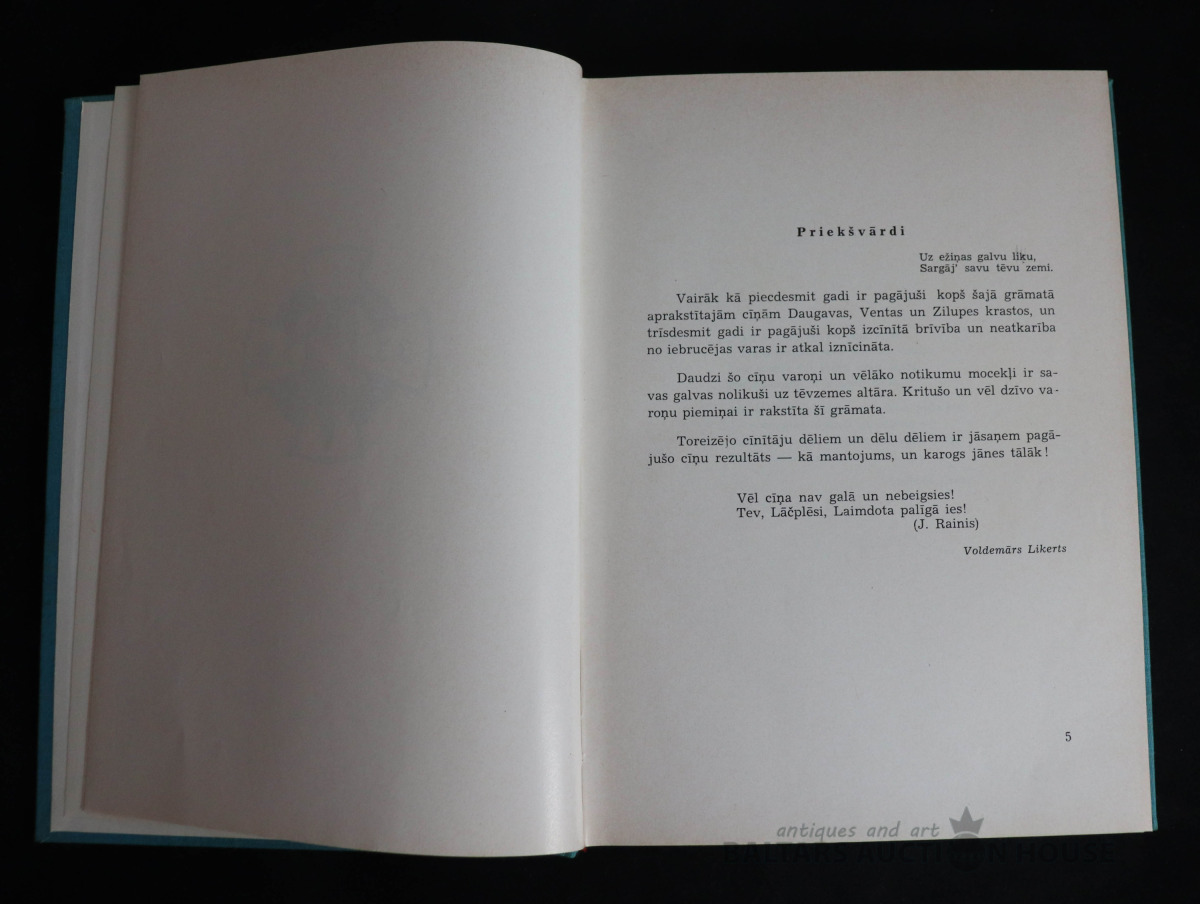 Priekšvārdi
Uz ežiņas galvu liku,
Sargāj' savu tēvu zemi.
Vairāk kā piecdesmit gadi ir pagājuši kopš šajā grāmatā
aprakstītajām cīņām Daugavas, Ventas un Zilupes krastos, un
trīsdesmit gadi ir pagājuši kopš izcīnītā brīvība un neatkarība
no iebrucējas varas ir atkal iznīcināta.
Daudzi šo cīņu varoņi un vēlāko notikumu mocekļi ir sa-
vas galvas nolikuši uz tēvzemes altāra. Kritušo un vēl dzīvo va-
roņu piemiņai ir rakstīta šī grāmata.
Toreizējo cīnītāju dēliem un dēlu dēliem ir jāsaņem pagā-
jušo cīņu rezultāts — kā mantojums, un karogs jānes tālāk!
Vēl cīņa nav galā un nebeigsies!
Tev, Lāčplēsi, Laimdota palīgā ies!
(J. Rainis)
Voldemārs Likerts
5
antiques and art
BALTARS AUCTION HOUSE